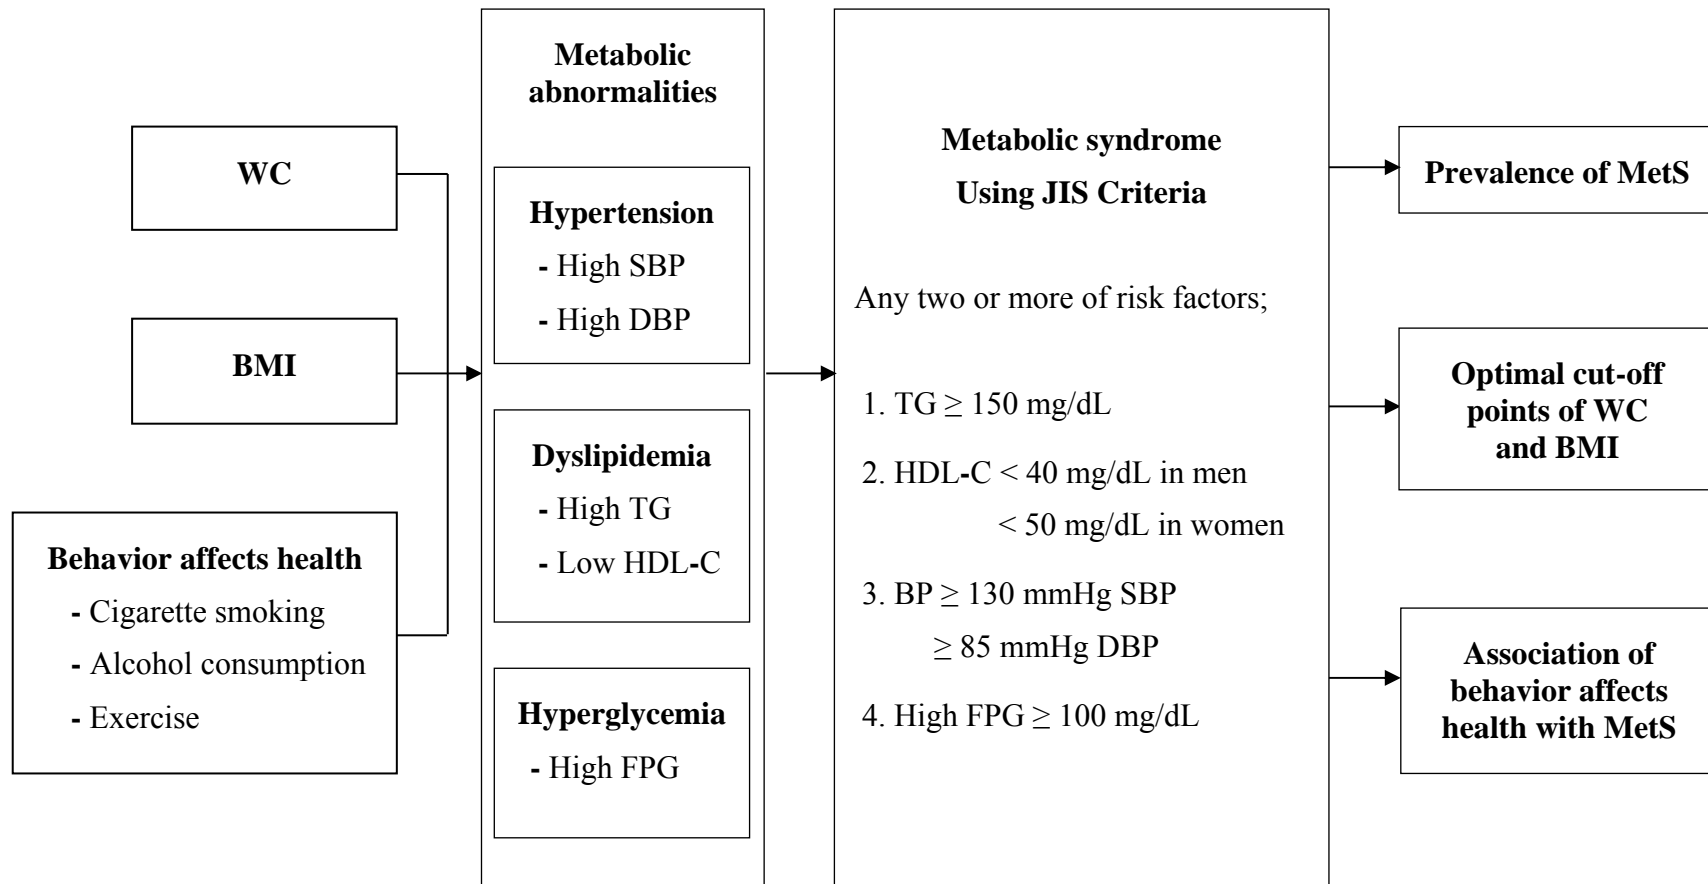 WC
BMI
Behavior affects health
- Cigarette smoking
- Alcohol consumption
- Exercise
Metabolic
abnormalities
Hypertension
- High SBP
- High DBP
Dyslipidemia
- High TG
- Low HDL-C
Hyperglycemia
- High FPG
Metabolic syndrome
Using JIS Criteria
Any two or more of risk factors;
1. TG ≥ 150 mg/dL
2. HDL-C < 40 mg/dL in men
< 50 mg/dL in women
3. BP ≥ 130 mmHg SBP
≥ 85 mmHg DBP
4. High FPG ≥ 100 mg/dL
Prevalence of MetS
Optimal cut-off
points of WC
and BMI
Association of
behavior affects
health with MetS